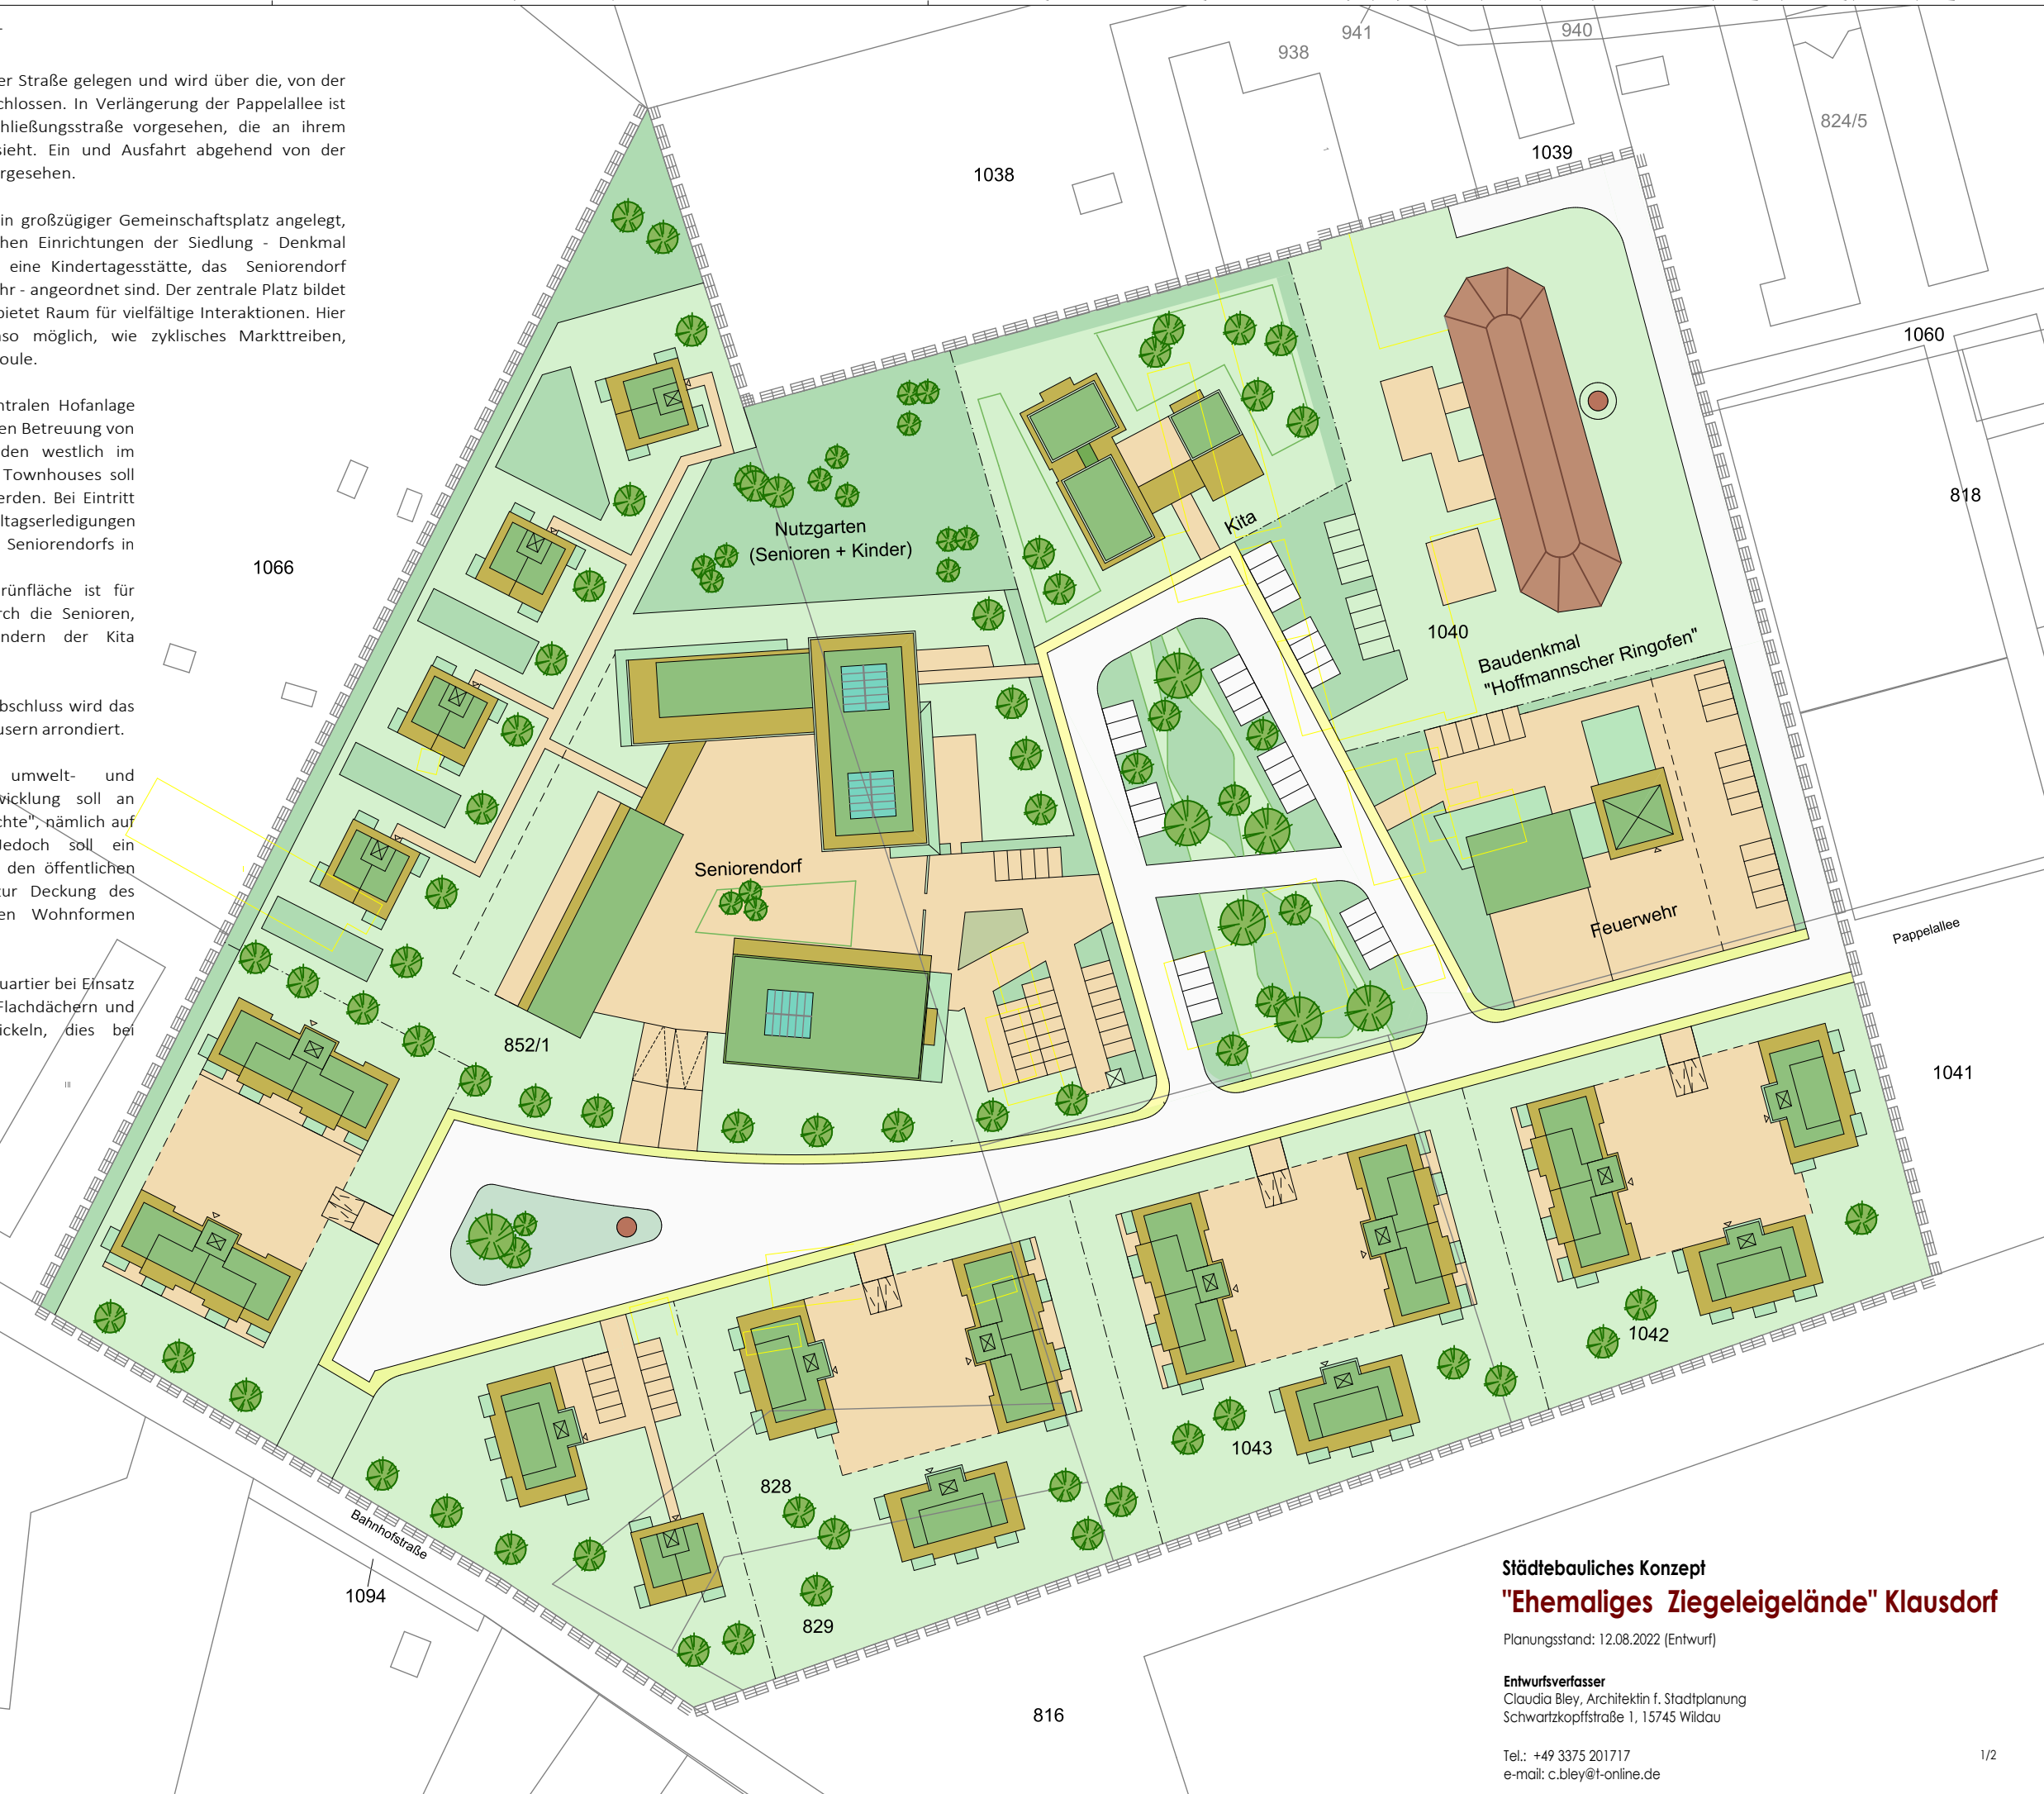 er Straße gelegen und wird über die, von der
chlossen. In Verlängerung der Pappelallee ist
hließungsstraße vorgesehen, die an ihrem
sieht. Ein und Ausfahrt abgehend von der
rgesehen.
in großzügiger Gemeinschaftsplatz angelegt,
hen Einrichtungen der Siedlung - Denkmal
eine Kindertagesstätte, das Seniorendorf
hr - angeordnet sind. Der zentrale Platz bildet
bietet Raum für vielfältige Interaktionen. Hier
so möglich, wie zyklisches Markttreiben,
oule.
ntralen Hofanlage
en Betreuung von
den westlich im
Townhouses soll
erden. Bei Eintritt
ltagserledigungen
Seniorendorfs in
rünfläche ist für
rch die Senioren,
ndern der Kita
bschluss wird das
usern arrondiert.
umwelt- und
wicklung soll an
chte", nämlich auf
Jedoch soll ein
den öffentlichen
zur Deckung des
en Wohnformen
uartier bei Einsatz
Flachdächern und
ickeln, dies bei
941
940
938
824/5
1039
1038
1060
818
1066
Nutzgarten
(Senioren + Kinder)
Kita
1040
Baudenkmal
"Hoffmannscher Ringofen"
Seniorendorf
Feuerwehr
Pappelallee
852/1
1041
1042
1043
828
829
Bahnhofstraße
1094
816
Städtebauliches Konzept
"Ehemaliges Ziegeleigelände" Klausdorf
Planungsstand: 12.08.2022 (Entwurf)
Entwurfsverfasser
Claudia Bley, Architektin f. Stadtplanung
Schwartzkopffstraße 1, 15745 Wildau
Tel.: +49 3375 201717
e-mail: c.bley@t-online.de
1/2